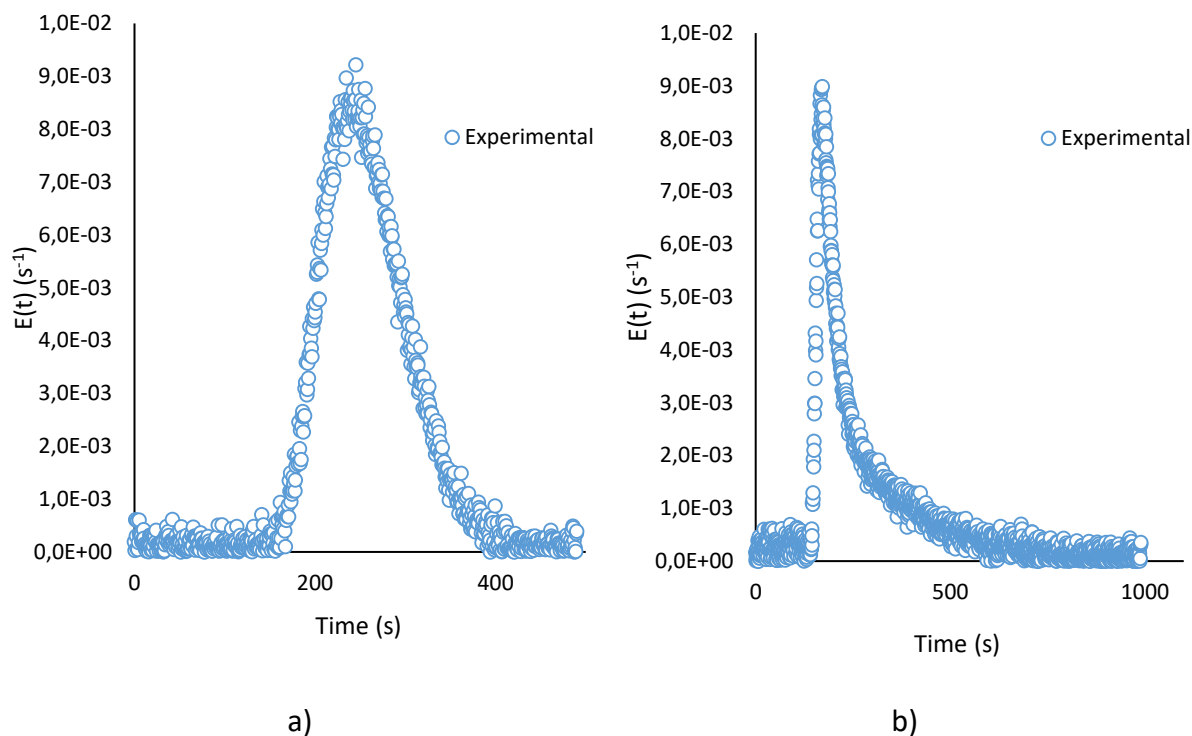 1,0E-02
9,0E-03
8,0E-03
7,0E-03
6,0E-03
5,0E-03
4,0E-03
3,0E-03
2,0E-03
1,0E-03
0,0E+00
E(t) (s-1)
Experimental
0 200 400
Time (s)
a)
1,0E-02
9,0E-03
8,0E-03
7,0E-03
6,0E-03
5,0E-03
4,0E-03
3,0E-03
2,0E-03
1,0E-03
0,0E+00
E(t) (s-1)
Experimental
0 500 1000
Time (s)
b)